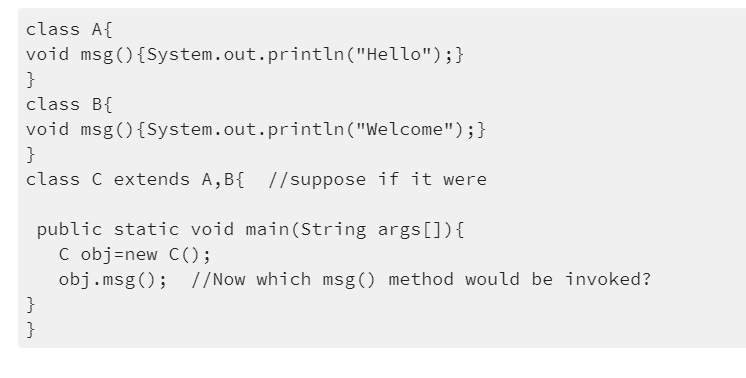 class A{
void msg(){System.out.println("Hello");}
}
class B{
void msg(){System.out.println("Welcome");}
}
class C extends A,B{  //suppose if it were
public static void main(String args[]){
C obj=new C();
obj.msg();  //Now which msg() method would be invoked?
}
}